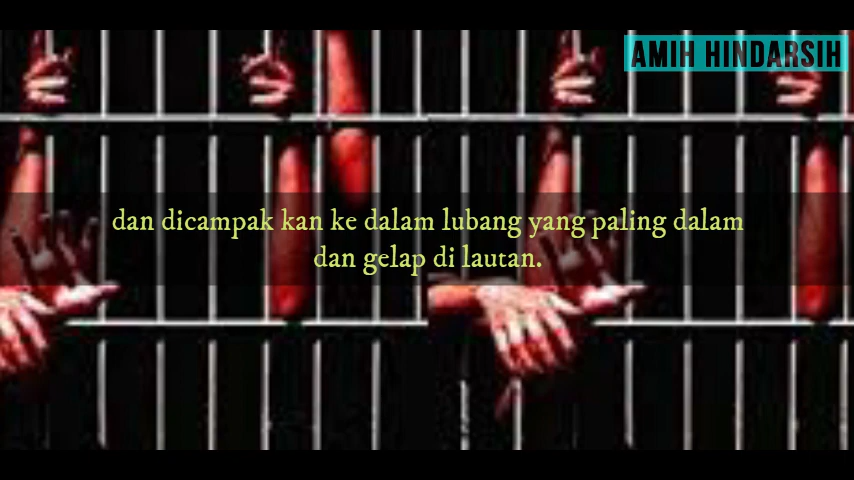 AMIH HINDARSIH
dan dicampak kan ke dalam lubang yang paling dalam
dan gelap di lautan.